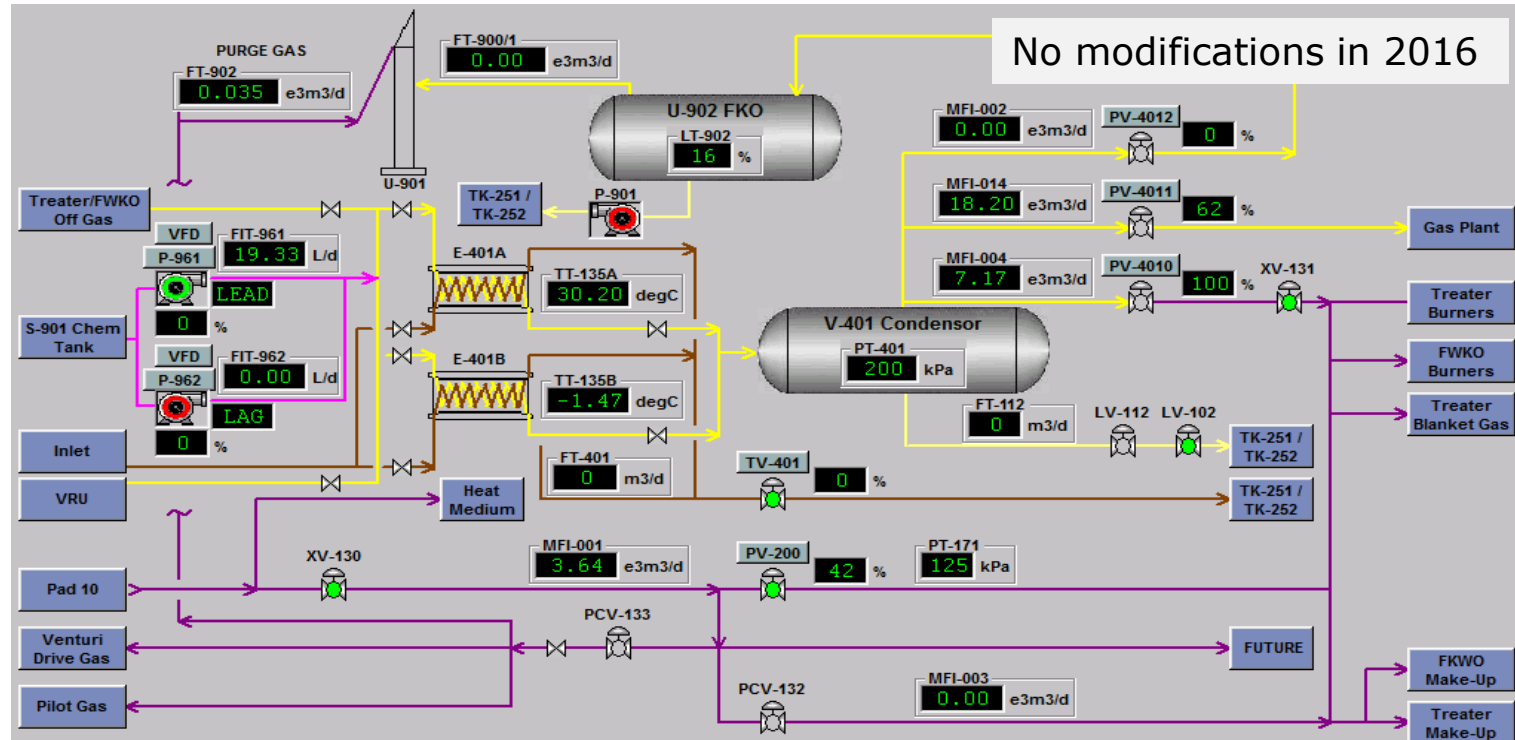 No modifications in 2016
PURGE GAS
FT-902
0.035 e3m3/d
FT-900/1
0.00 e3m3/d
U-901
U-902 FKO
LT-902
16 %
P-901
TK-251 /
TK-252
MFI-002
0.00 e3m3/d
PV-4012
0 %
MFI-014
18.20 e3m3/d
PV-4011
62 %
Gas Plant
MFI-004
7.17 e3m3/d
PV-4010
100 %
XV-131
Treater
Burners
FWKO
Burners
Treater
Blanket Gas
Treater/FWKO
Off Gas
VFD
P-961
FIT-961
19.33 L/d
LEAD
0 %
S-901 Chem
Tank
VFD
P-962
FIT-962
0.00 L/d
LAG
0 %
Inlet
VRU
E-401A
TT-135A
30.20 degC
E-401B
TT-135B
-1.47 degC
V-401 Condensor
PT-401
200 kPa
FT-112
0 m3/d
LV-112
LV-102
TK-251 /
TK-252
FT-401
0 m3/d
TV-401
0 %
TK-251 /
TK-252
Heat
Medium
Pad 10
XV-130
MFI-001
3.64 e3m3/d
PV-200
42 %
PT-171
125 kPa
Venturi
Drive Gas
PCV-133
FUTURE
Pilot Gas
PCV-132
MFI-003
0.00 e3m3/d
FKWO
Make-Up
Treater
Make-Up